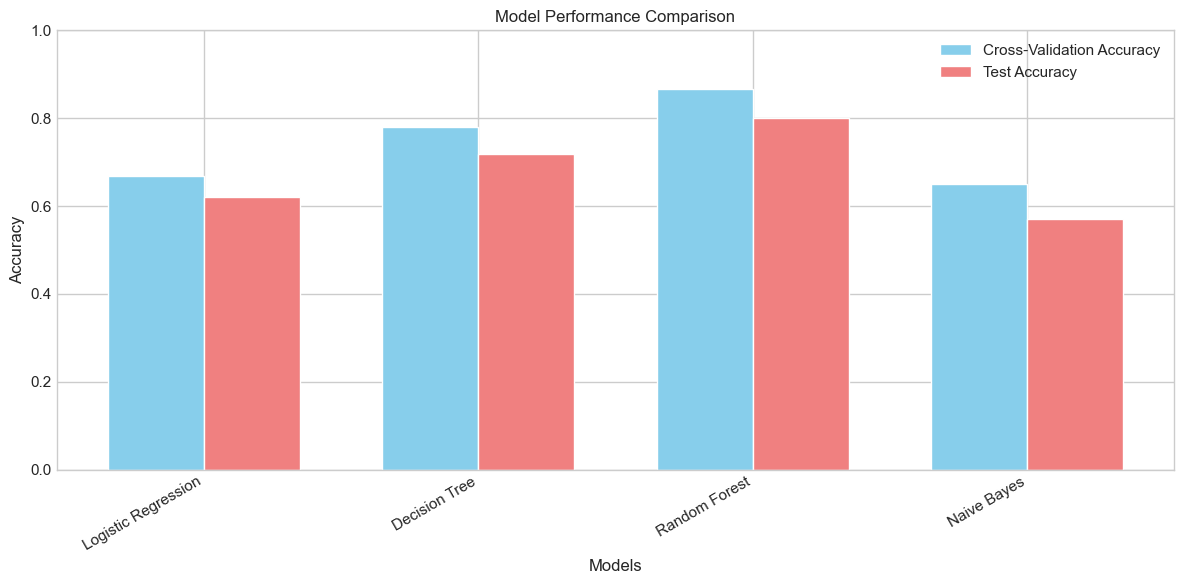 Model Performance Comparison
Cross-Validation Accuracy
Test Accuracy
Accuracy
1.0
0.8
0.6
0.4
0.2
0.0
Logistic Regression
Decision Tree
Random Forest
Naive Bayes
Models